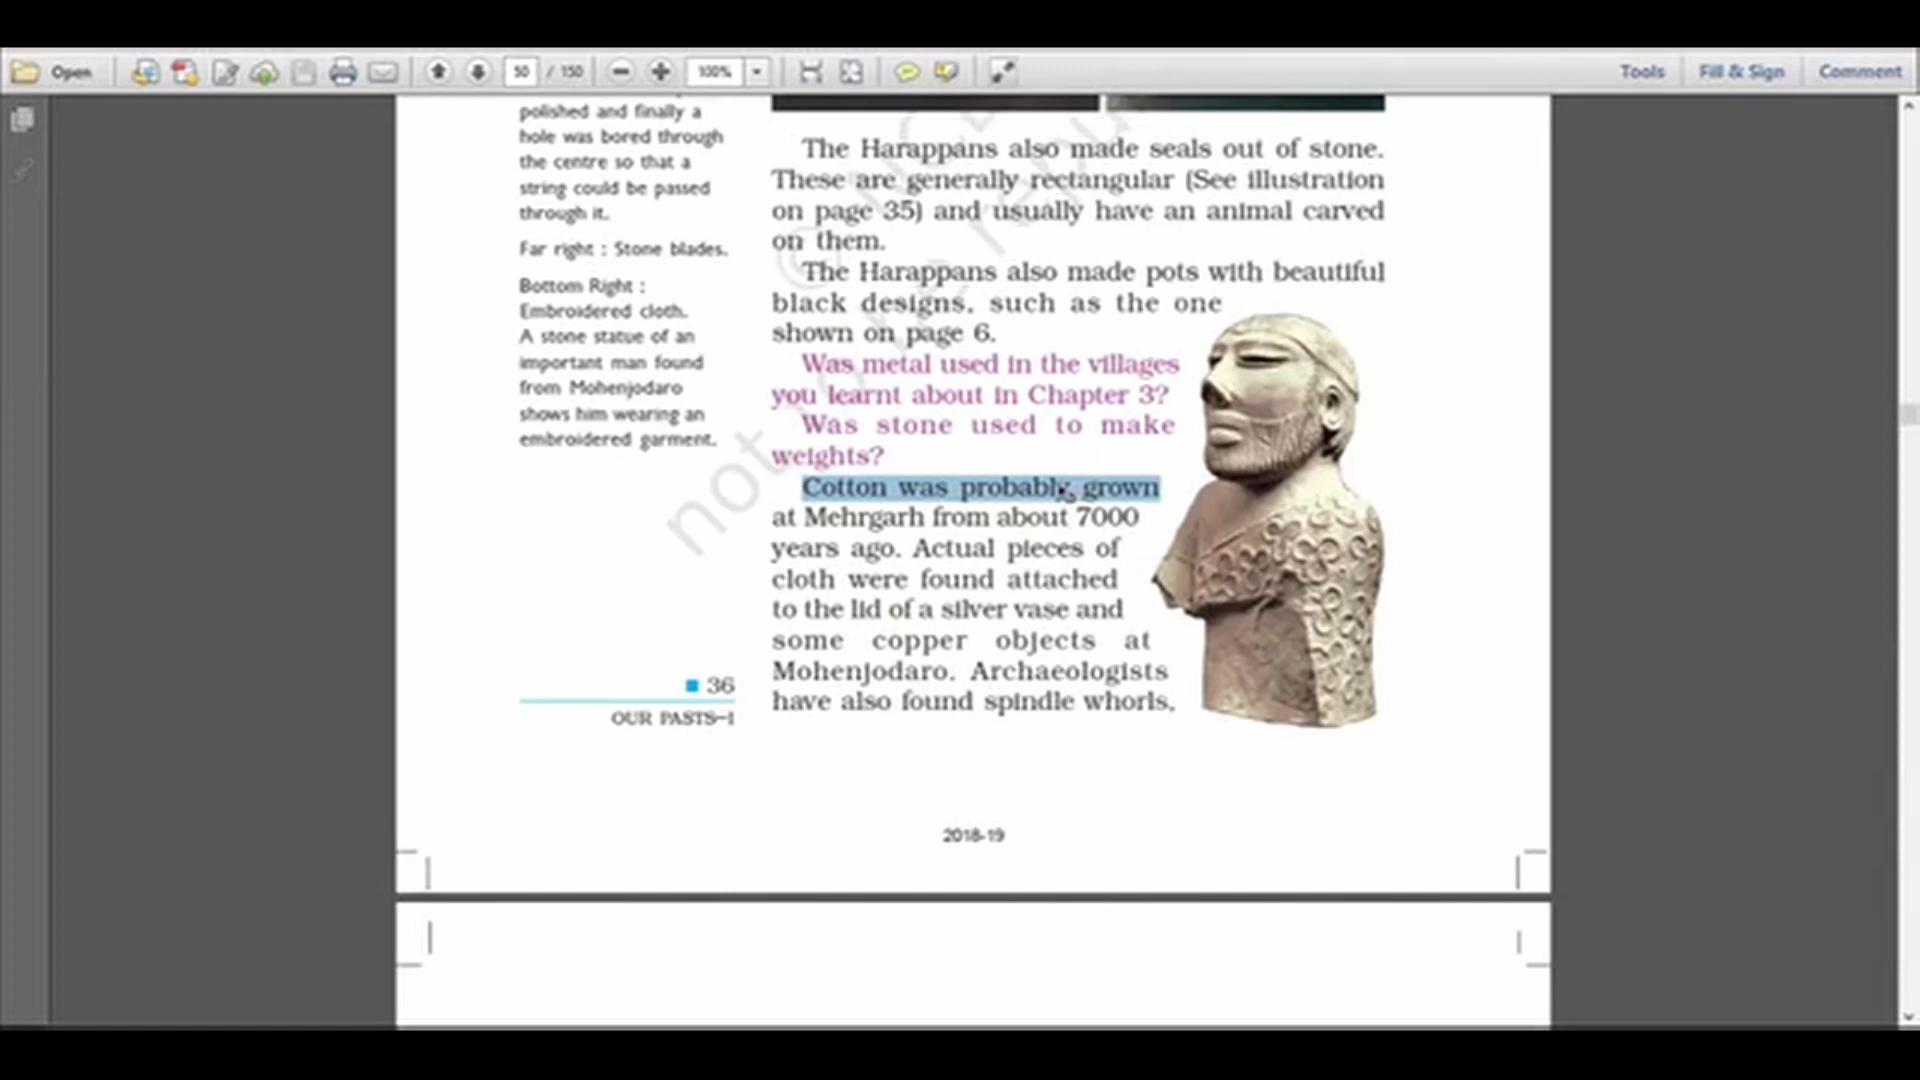 Open
50 / 150
100%
Tools
Fill & Sign
Comment
polished and finally a
hole was bored through
the centre so that a
string could be passed
through it.
Far right : Stone blades.
Bottom Right :
Embroidered cloth.
A stone statue of an
important man found
from Mohenjodaro
shows him wearing an
embroidered garment.
36
OUR PASTS–I
The Harappans also made seals out of stone.
These are generally rectangular (See illustration
on page 35) and usually have an animal carved
on them.
The Harappans also made pots with beautiful
black designs, such as the one
shown on page 6.
Was metal used in the villages
you learnt about in Chapter 3?
Was stone used to make
weights?
Cotton was probably grown
at Mehrgarh from about 7000
years ago. Actual pieces of
cloth were found attached
to the lid of a silver vase and
some copper objects at
Mohenjodaro. Archaeologists
have also found spindle whorls,
2018-19